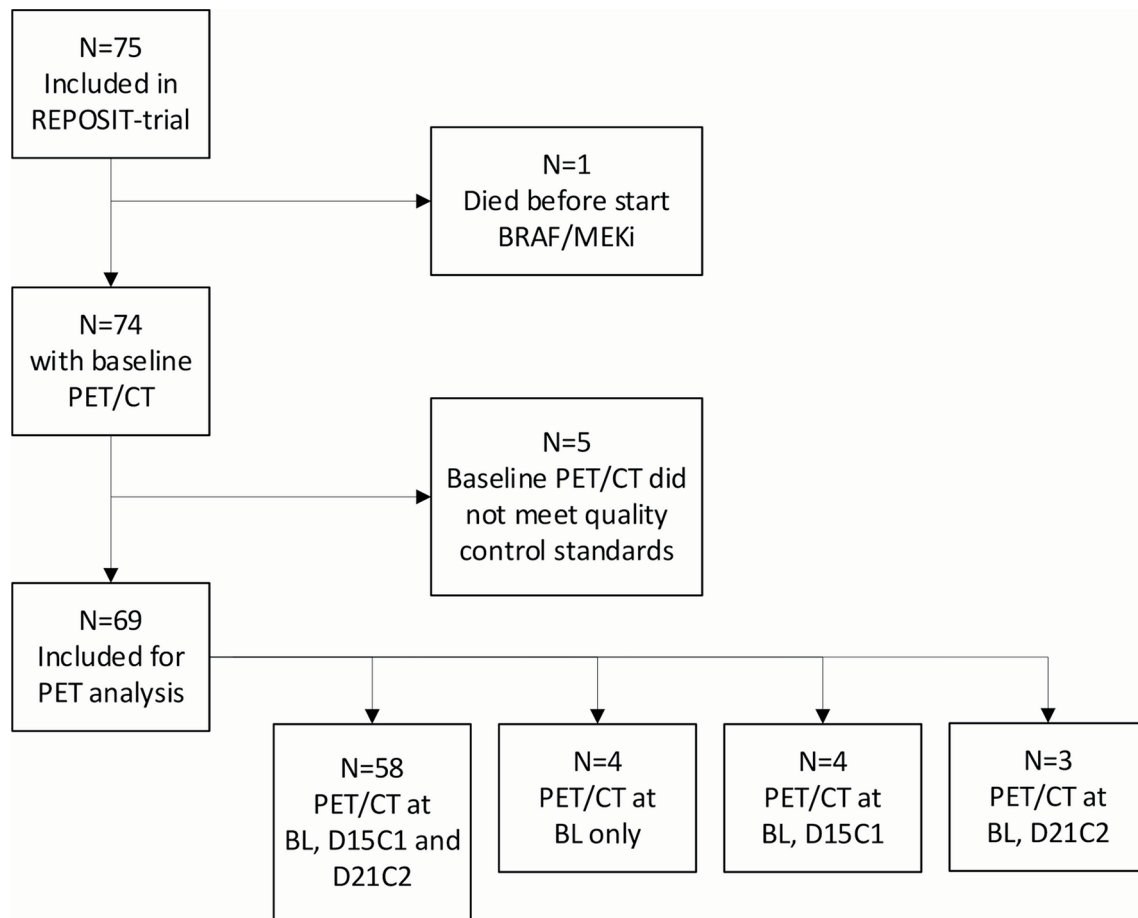 N=75
Included in
REPOSIT-trial
N=1
Died before start
BRAF/MEKi
N=74
with baseline
PET/CT
N=5
Baseline PET/CT did
not meet quality
control standards
N=69
Included for
PET analysis
N=58
PET/CT at
BL, D15C1 and
D21C2
N=4
PET/CT at
BL only
N=4
PET/CT at
BL, D15C1
N=3
PET/CT at
BL, D21C2